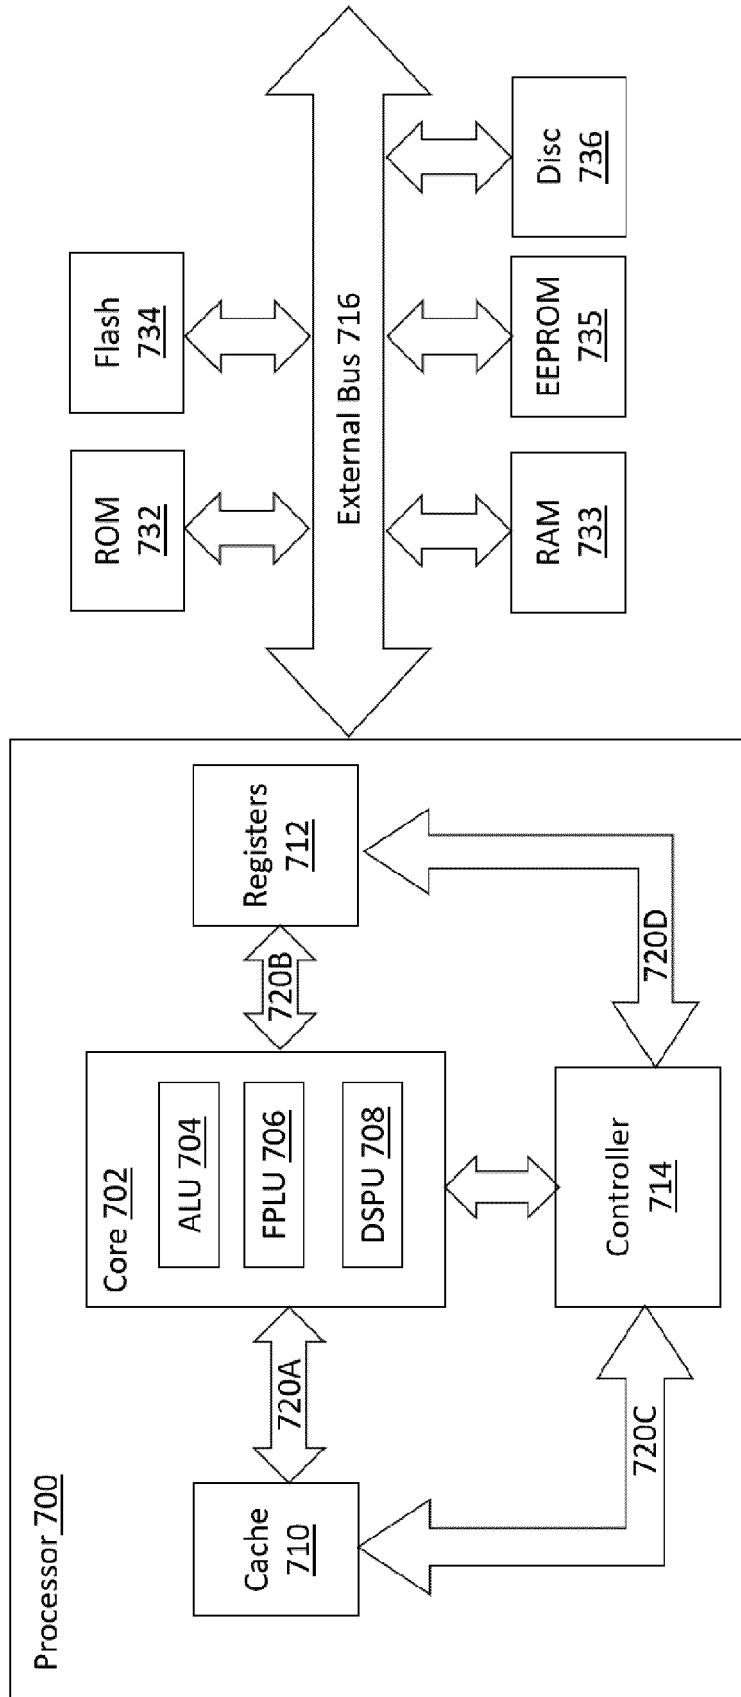 Processor 700
Cache
710
720A
Core 702
ALU 704
FPLU 706
DSPU 708
720B
Registers
712
720C
Controller
714
720D
External Bus 716
ROM
732
Flash
734
RAM
733
EEPROM
735
Disc
736